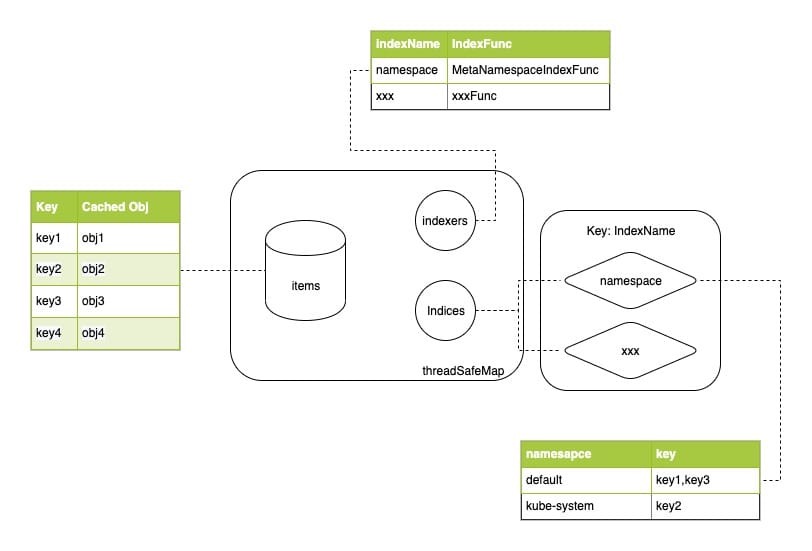 IndexName IndexFunc
namespace MetaNamespaceIndexFunc
xxx xxxFunc
Key Cached Obj
key1 obj1
key2 obj2
key3 obj3
key4 obj4
items
indexers
Indices
threadSafeMap
Key: IndexName
namespace
xxx
namesapce key
default key1,key3
kube-system key2